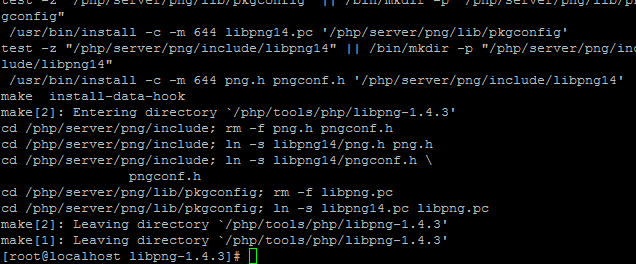 test -z "/php/server/png/lib/pkgconfig" || /bin/mkdir -p "/php/server/png/lib/pkgcon
gconfig"
 /usr/bin/install -c -m 644 libpng14.pc '/php/server/png/lib/pkgconfig'
test -z "/php/server/png/include/libpng14" || /bin/mkdir -p "/php/server/png/inc
lude/libpng14"
 /usr/bin/install -c -m 644 png.h pngconf.h '/php/server/png/include/libpng14'
make  install-data-hook
make[2]: Entering directory `/php/tools/php/libpng-1.4.3'
cd /php/server/png/include; rm -f png.h pngconf.h
cd /php/server/png/include; ln -s libpng14/png.h png.h
cd /php/server/png/include; ln -s libpng14/pngconf.h \
                pngconf.h
cd /php/server/png/lib/pkgconfig; rm -f libpng.pc
cd /php/server/png/lib/pkgconfig; ln -s libpng14.pc libpng.pc
make[2]: Leaving directory `/php/tools/php/libpng-1.4.3'
make[1]: Leaving directory `/php/tools/php/libpng-1.4.3'
[root@localhost libpng-1.4.3]#